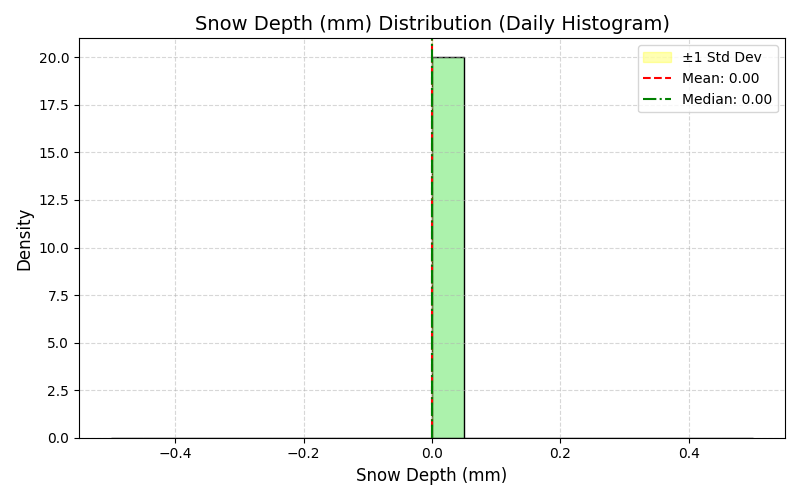 Snow Depth (mm) Distribution (Daily Histogram)
±1 Std Dev
Mean: 0.00
Median: 0.00
Density
20.0
17.5
15.0
12.5
10.0
7.5
5.0
2.5
0.0
−0.4 −0.2 0.0 0.2 0.4
Snow Depth (mm)